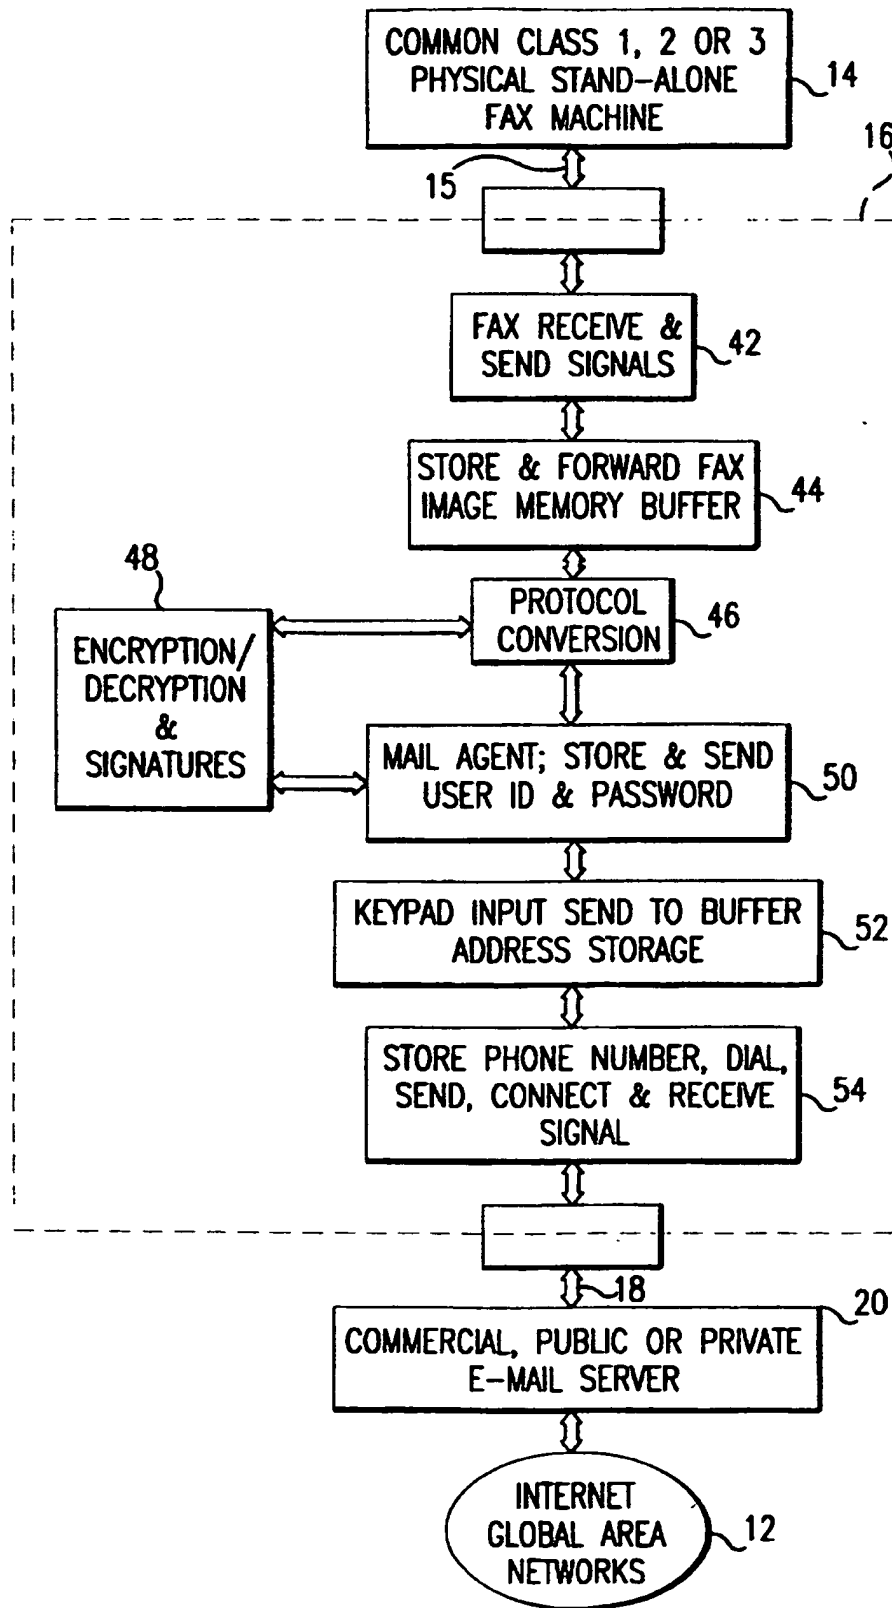 COMMON CLASS 1, 2 OR 3
PHYSICAL STAND-ALONE
FAX MACHINE
14
15
16
FAX RECEIVE &
SEND SIGNALS
42
STORE & FORWARD FAX
IMAGE MEMORY BUFFER
44
48
PROTOCOL
CONVERSION
46
ENCRYPTION/
DECRYPTION
&
SIGNATURES
MAIL AGENT; STORE & SEND
USER ID & PASSWORD
50
KEYPAD INPUT SEND TO BUFFER
ADDRESS STORAGE
52
STORE PHONE NUMBER, DIAL,
SEND, CONNECT & RECEIVE
SIGNAL
54
18
20
COMMERCIAL, PUBLIC OR PRIVATE
E-MAIL SERVER
INTERNET
GLOBAL AREA
NETWORKS
12